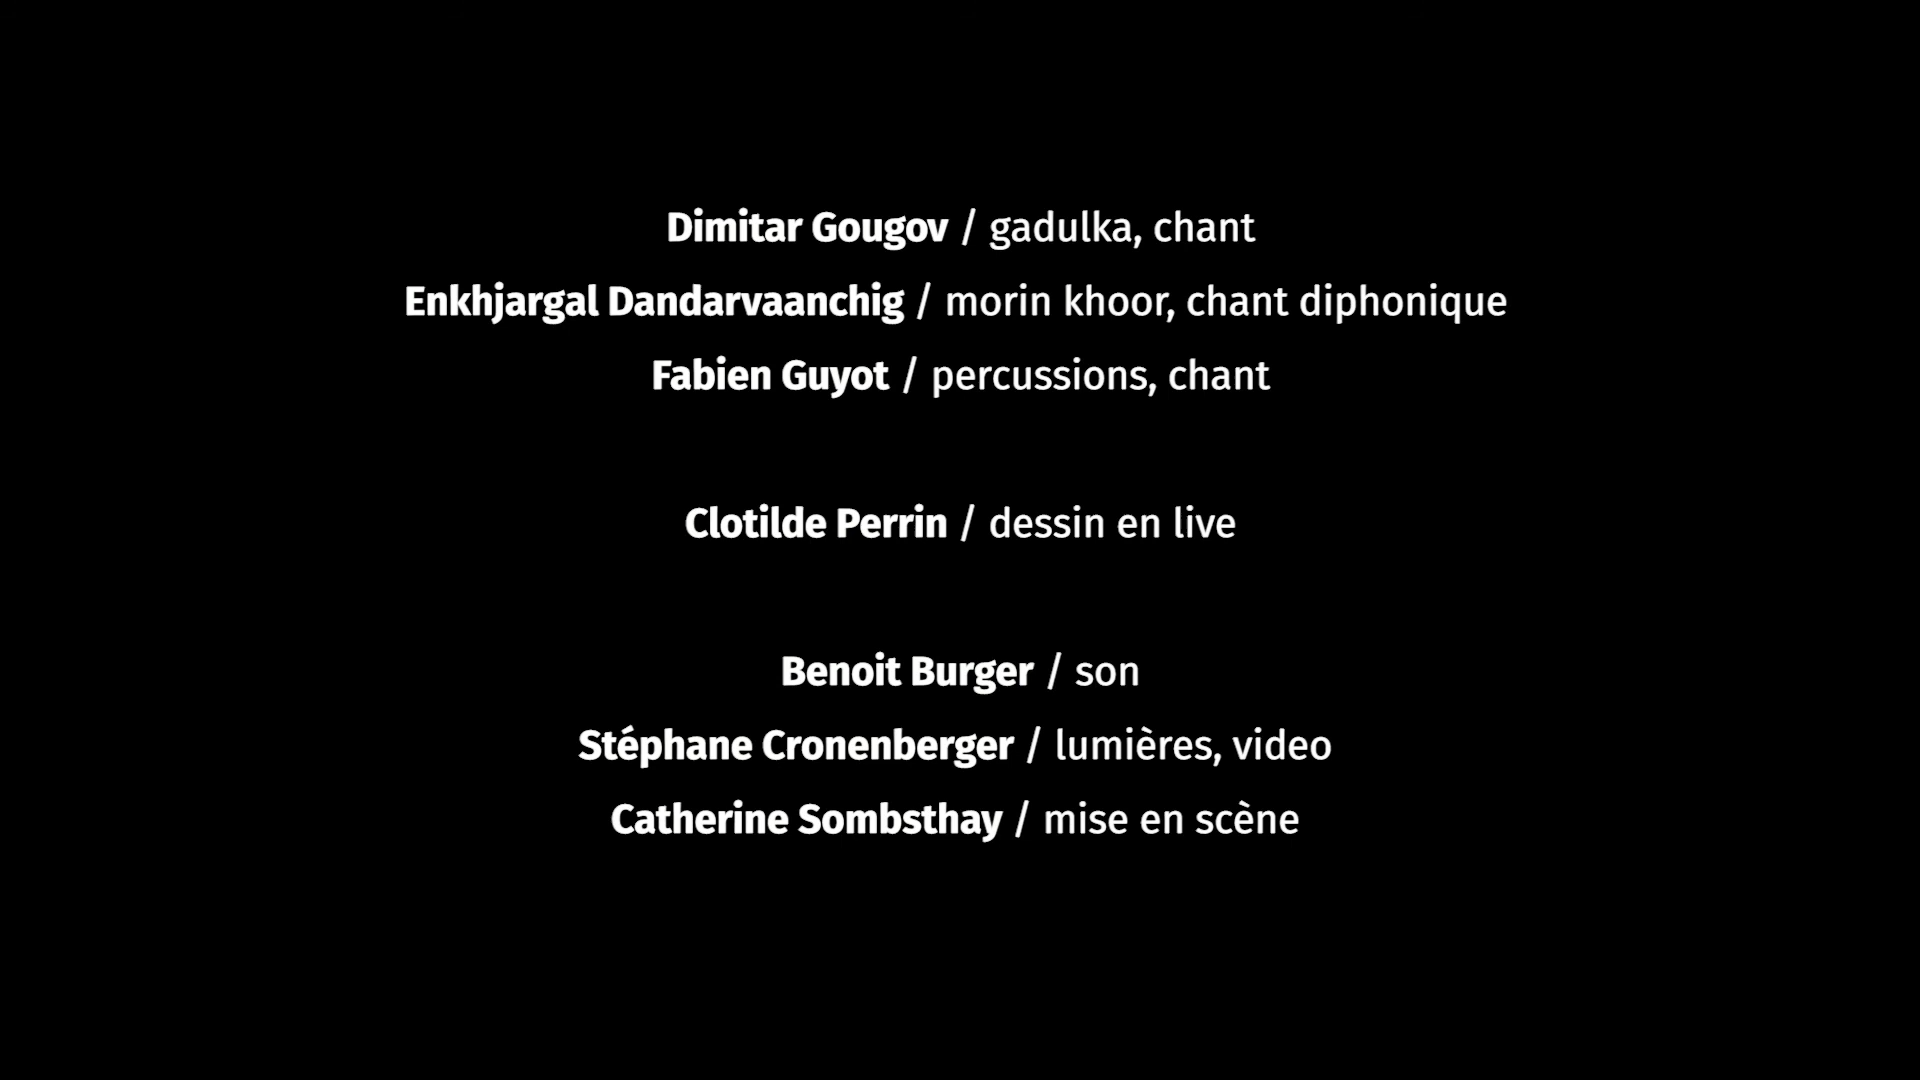 Dimitar Gougov / gadulka, chant
Enkhjargal Dandarvaanchig / morin khoor, chant diphonique
Fabien Guyot / percussions, chant
Clotilde Perrin / dessin en live
Benoit Burger / son
Stéphane Cronenberger / lumières, video
Catherine Sombsthay / mise en scène